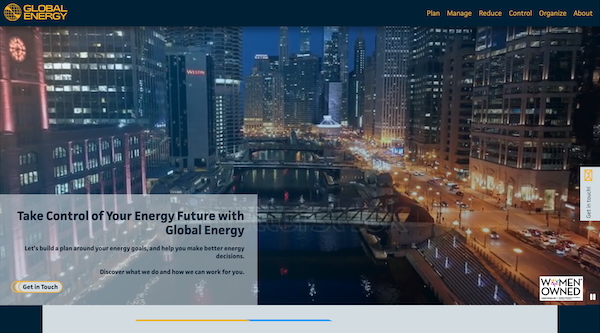 GLOBAL
ENERGY
Plan Manage Reduce Control Organize About
WESTIN
Take Control of Your Energy Future with
Global Energy
Let's build a plan around your energy goals, and help you make better energy
decisions.
Discover what we do and how we can work for you.
Get in Touch
Get in touch!
WOMEN
OWNED